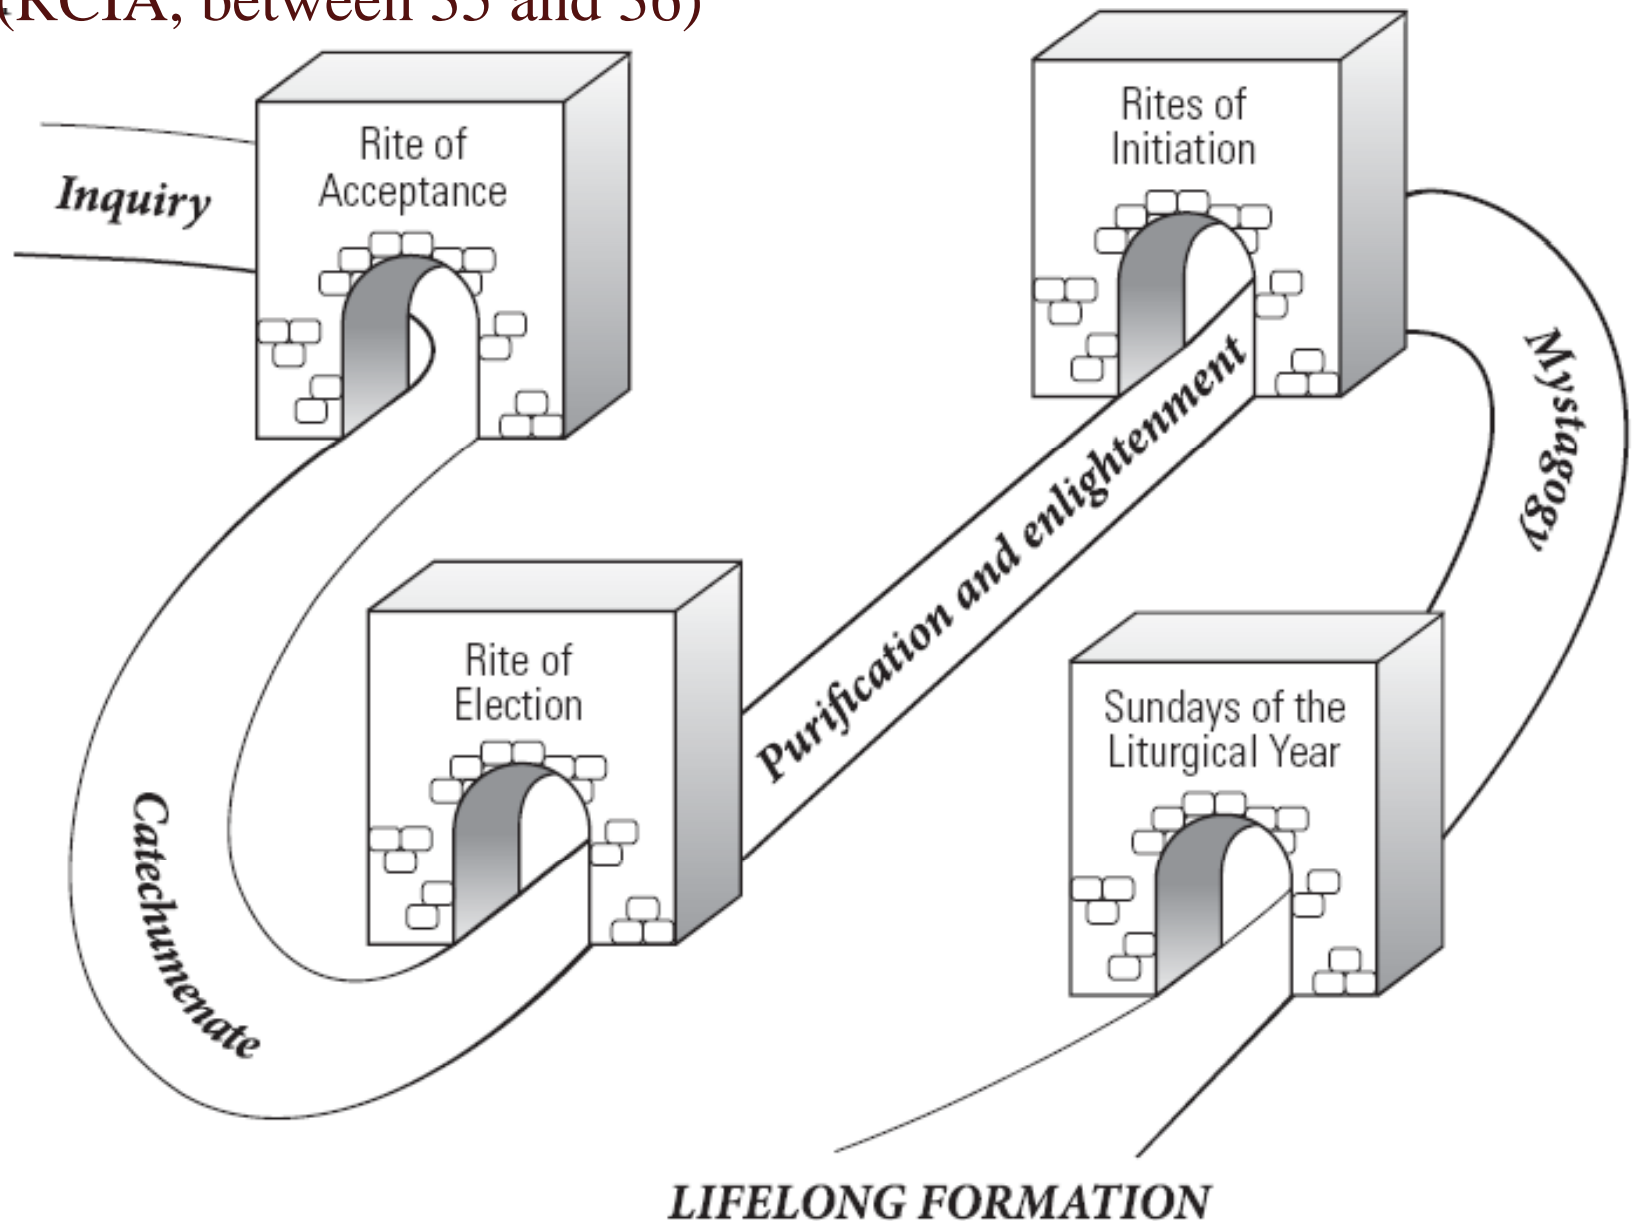 (RCIA, between 35 and 36)
Inquiry
Rite of
Acceptance
Catechumenate
Rite of
Election
Purification and enlightenment
Rites of
Initiation
Mystagogy
Sundays of the
Liturgical Year
LIFELONG FORMATION